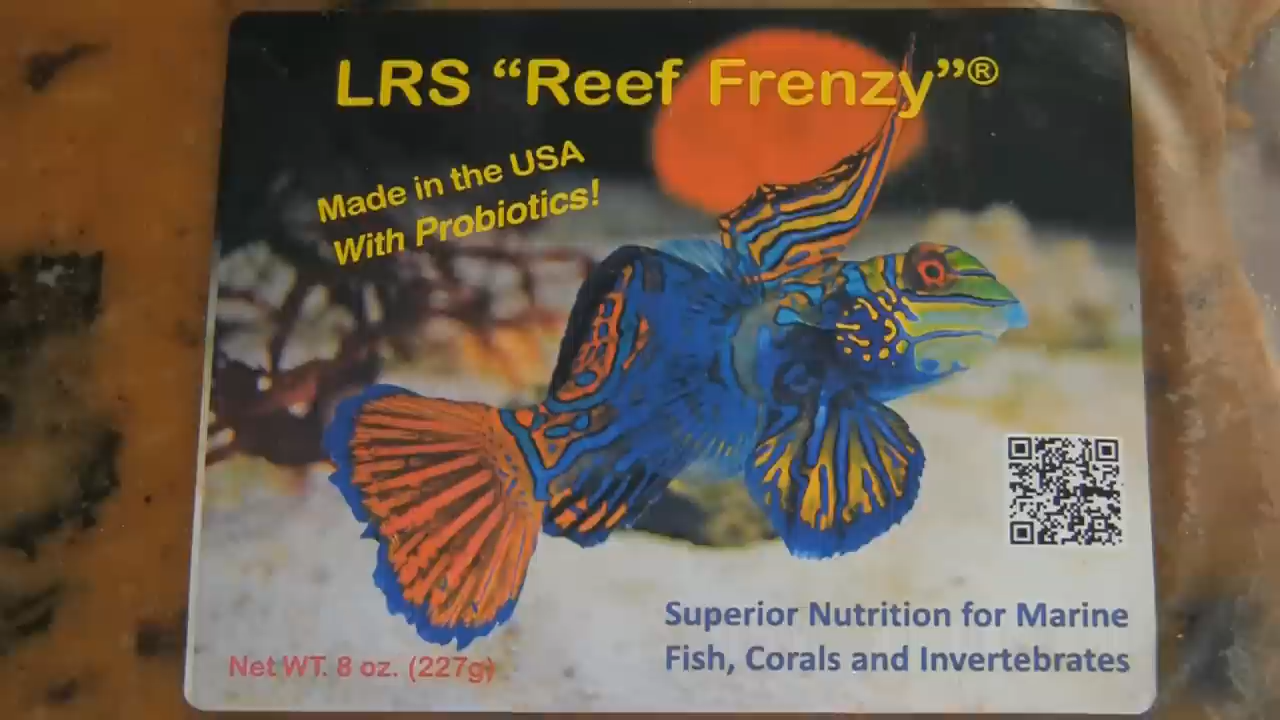 LRS “Reef Frenzy”®
Made in the USA
With Probiotics!
Superior Nutrition for Marine
Fish, Corals and Invertebrates
Net WT. 8 oz. (227g)